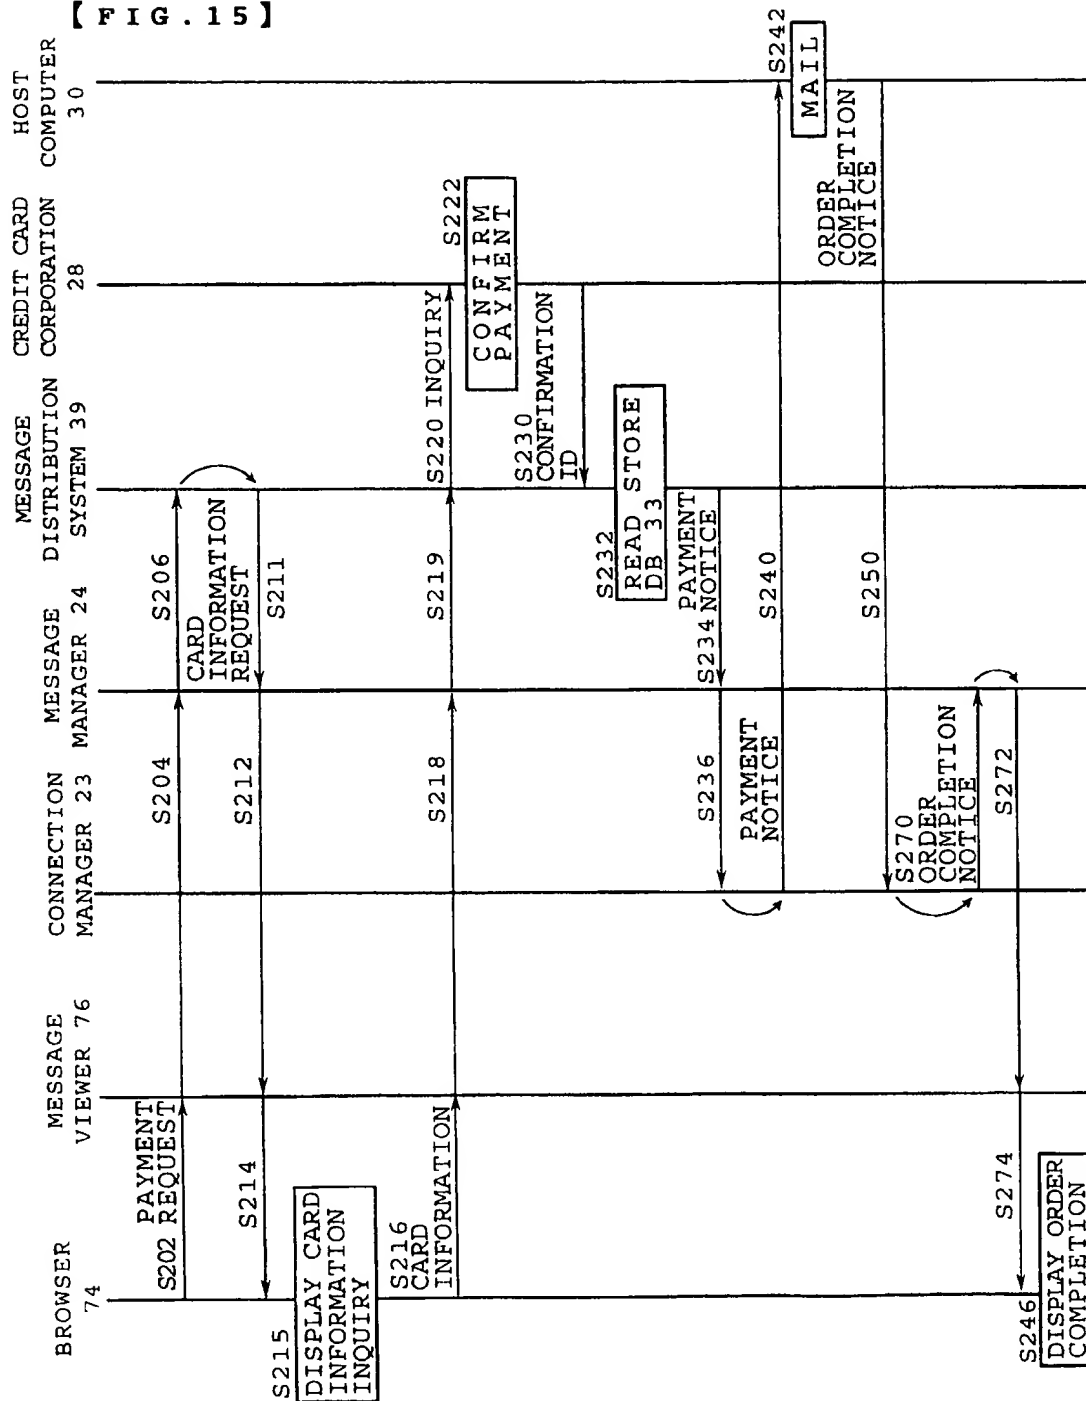 【FIG.15】
BROWSER
74
MESSAGE
VIEWER 76
CONNECTION
MANAGER 23
MESSAGE
MANAGER 24
MESSAGE
DISTRIBUTION
SYSTEM 39
CREDIT CARD
CORPORATION
28
HOST
COMPUTER
30
PAYMENT
S202 REQUEST
S204
S206
CARD
INFORMATION
REQUEST
S211
S212
S214
S215
DISPLAY CARD
INFORMATION
INQUIRY
S216
CARD
INFORMATION
S218
S219
S220 INQUIRY
S222
CONFIRM
PAYMENT
S230
CONFIRMATION
ID
S232
READ STORE
DB 33
PAYMENT
S234 NOTICE
S236
PAYMENT
NOTICE
S240
S242
MAIL
ORDER
COMPLETION
NOTICE
S250
S270
ORDER
COMPLETION
NOTICE
S272
S274
S246
DISPLAY ORDER
COMPLETION